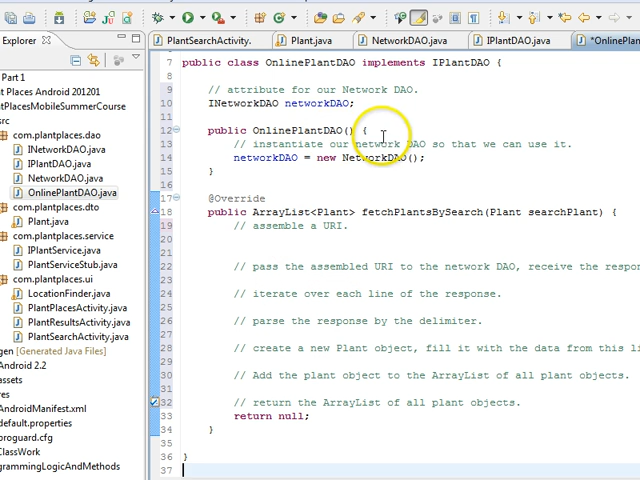 PlantSearchActivity.
Plant.java
NetworkDAO.java
IPlantDAO.java
*OnlinePlan
Explorer
Part 1
Places Android 201201
ntPlacesMobileSummerCourse
src
com.plantplaces.dao
INetworkDAO.java
IPlantDAO.java
NetworkDAO.java
OnlinePlantDAO.java
com.plantplaces.dto
Plant.java
com.plantplaces.service
IPlantService.java
PlantServiceStub.java
com.plantplaces.ui
LocationFinder.java
PlantPlacesActivity.java
PlantResultsActivity.java
PlantSearchActivity.java
gen [Generated Java Files]
Android 2.2
assets
res
AndroidManifest.xml
default.properties
proguard.cfg
ClassWork
grammingLogicAndMethods
7 public class OnlinePlantDAO implements IPlantDAO {
8
9 // attribute for our Network DAO.
10 INetworkDAO networkDAO;
11
12 public OnlinePlantDAO() {
13 // instantiate our network DAO so that we can use it.
14 networkDAO = new NetworkDAO();
15 }
16
17 @Override
18 public ArrayList<Plant> fetchPlantsBySearch(Plant searchPlant) {
19 // assemble a URI.
20
21
22 // pass the assembled URI to the network DAO, receive the respon
23
24 // iterate over each line of the response.
25
26 // parse the response by the delimiter.
27
28 // create a new Plant object, fill it with the data from this li
29
30 // Add the plant object to the ArrayList of all plant objects.
31
32 // return the ArrayList of all plant objects.
33 return null;
34 }
35
36 }
37